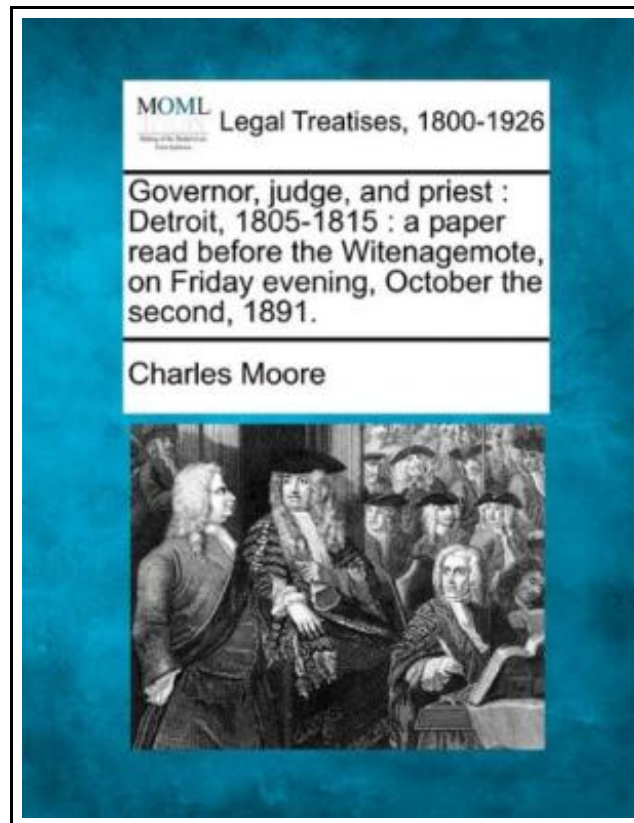 MOML
Legal Treatises, 1800-1926
Governor, judge, and priest :
Detroit, 1805-1815 : a paper
read before the Witenagemote,
on Friday evening, October the
second, 1891.
Charles Moore